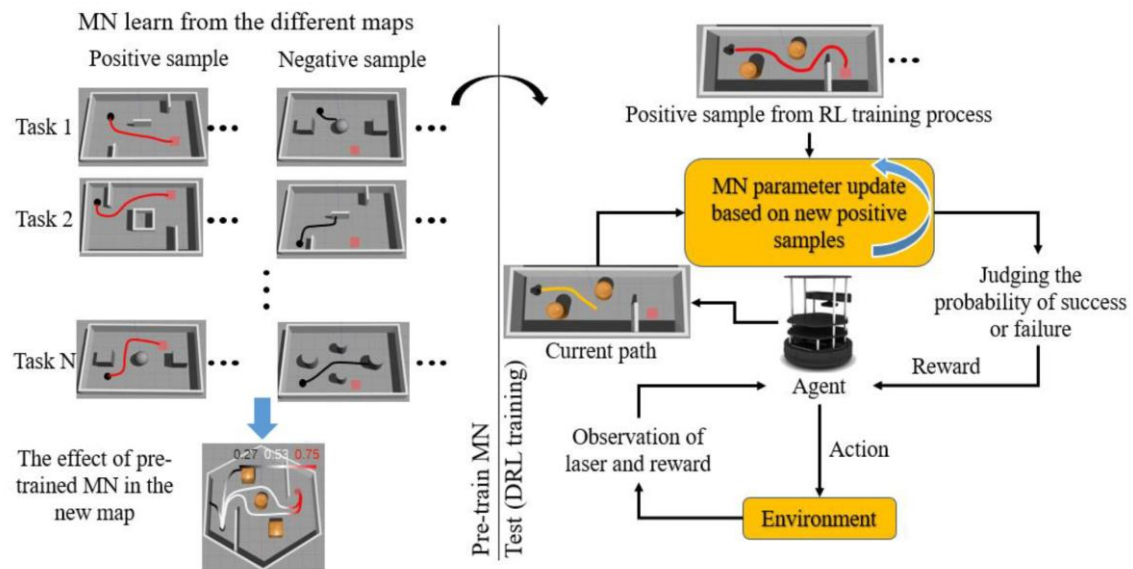 MN learn from the different maps
Positive sample
Negative sample
Task 1
Task 2
Task N
The effect of pre-
trained MN in the
new map
0.27 0.53 0.75
Pre-train MN
Test (DRL training)
Positive sample from RL training process
MN parameter update
based on new positive
samples
Judging the
probability of success
or failure
Current path
Reward
Agent
Observation of
laser and reward
Action
Environment